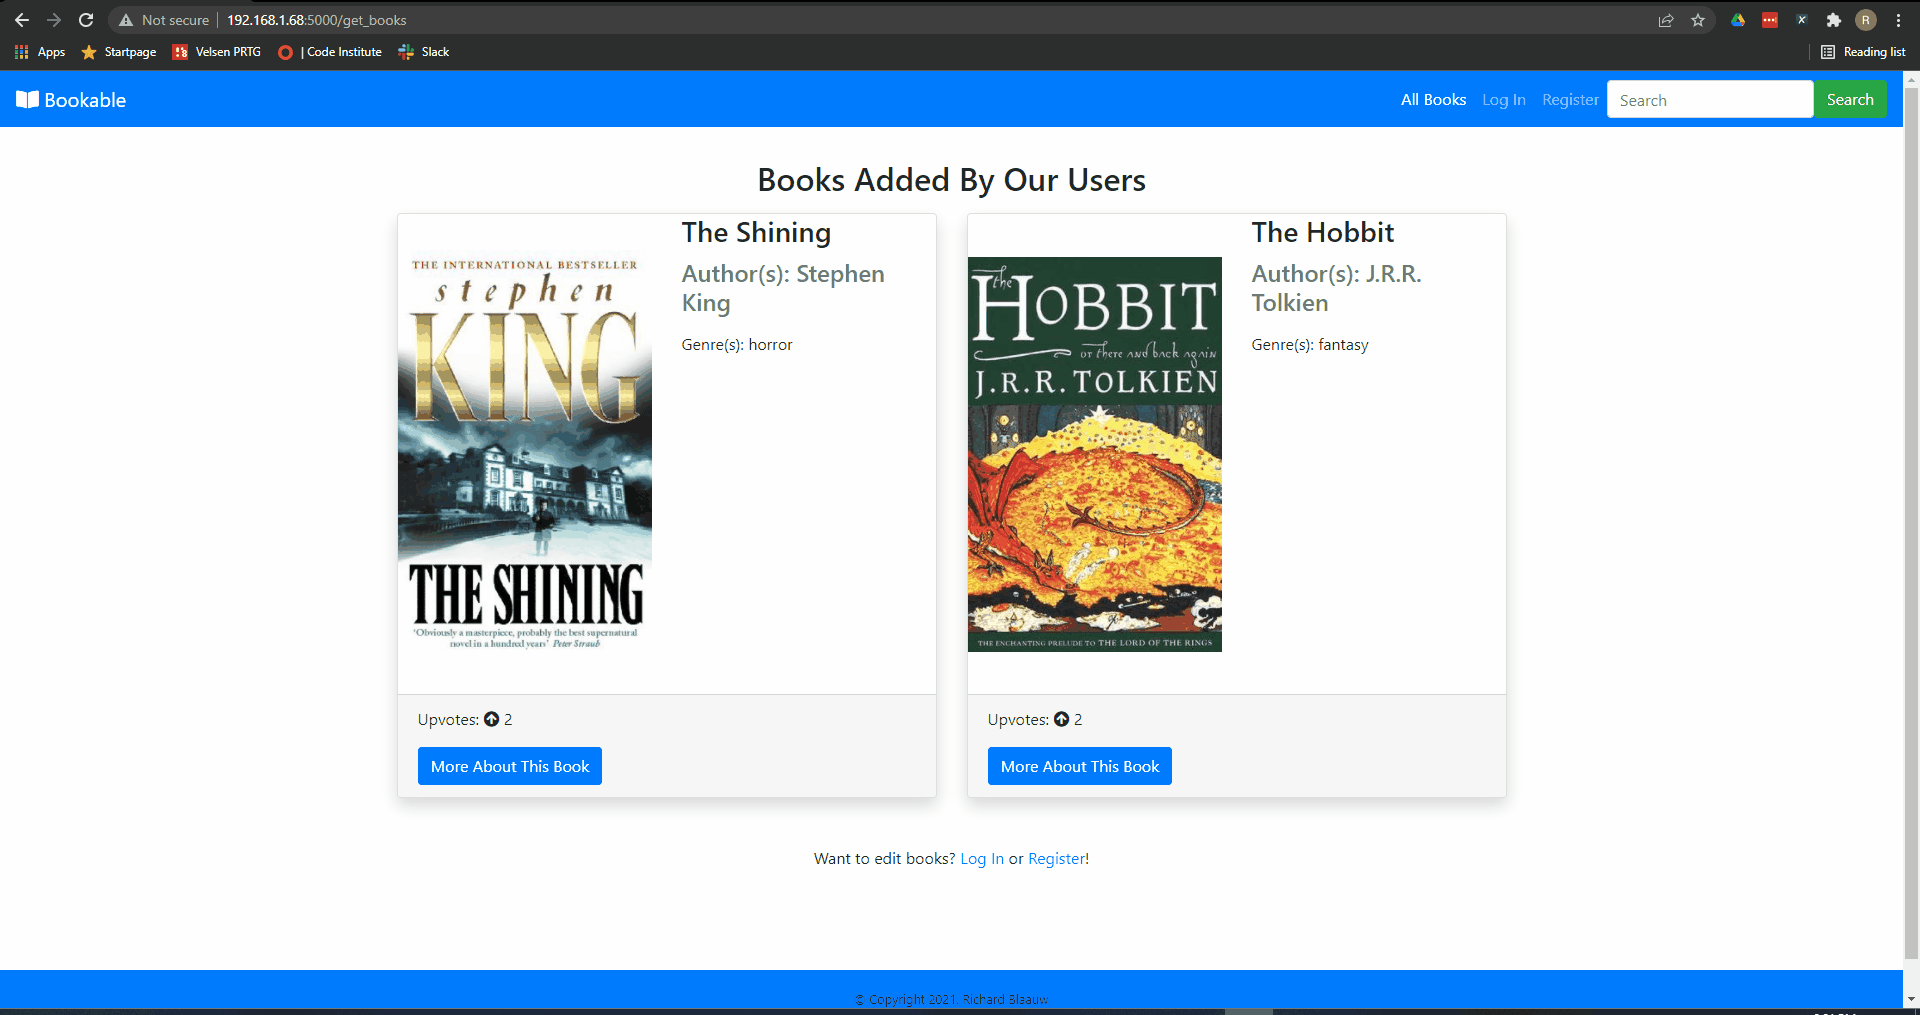 Not secure 192.168.1.68:5000/get_books
R
Apps Startpage Velsen PRTG | Code Institute Slack Reading list
Bookable All Books Log In Register Search Search
Books Added By Our Users
The Shining
Author(s): Stephen
King
Genre(s): horror
THE INTERNATIONAL BESTSELLER
stephen
KING
THE SHINING
'Obviously a masterpiece, probably the best supernatural
novel in a hundred years' Peter Straub
Upvotes: 2
More About This Book
The Hobbit
Author(s): J.R.R.
Tolkien
Genre(s): fantasy
the
HOBBIT
or there and back again
J.R.R. TOLKIEN
THE ENCHANTING PRELUDE TO THE LORD OF THE RINGS
Upvotes: 2
More About This Book
Want to edit books? Log In or Register!
© Copyright 2021. Richard Blaauw